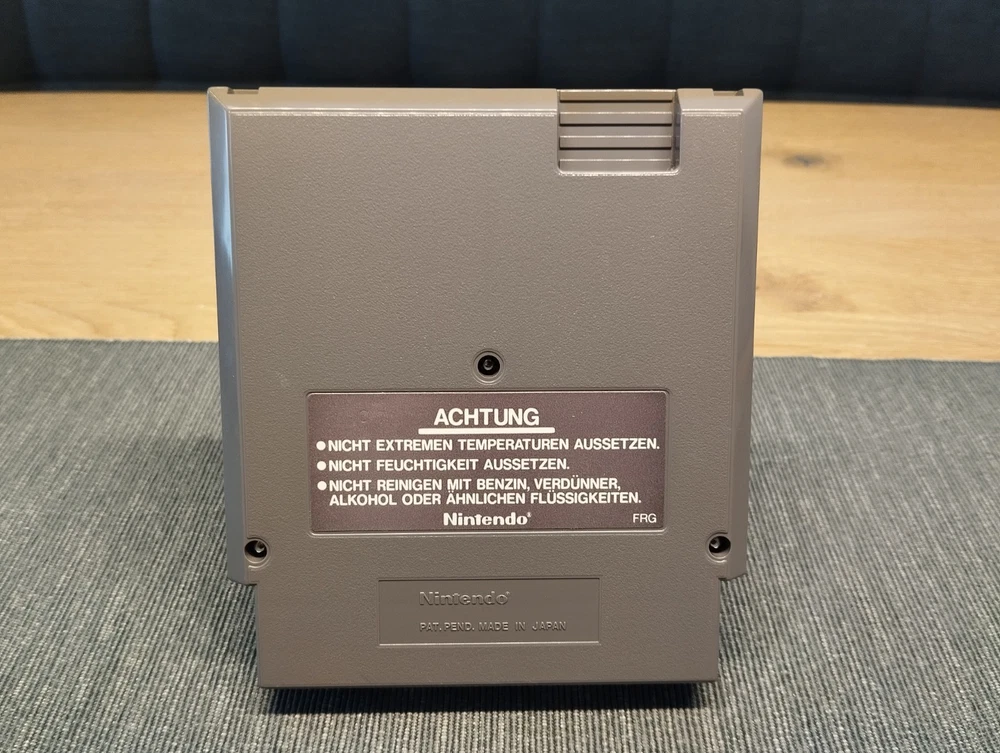 ACHTUNG
●NICHT EXTREMEN TEMPERATUREN AUSSETZEN.
●NICHT FEUCHTIGKEIT AUSSETZEN.
●NICHT REINIGEN MIT BENZIN, VERDÜNNER,
ALKOHOL ODER ÄHNLICHEN FLÜSSIGKEITEN.
Nintendo® FRG
Nintendo®
PAT. PEND. MADE IN JAPAN